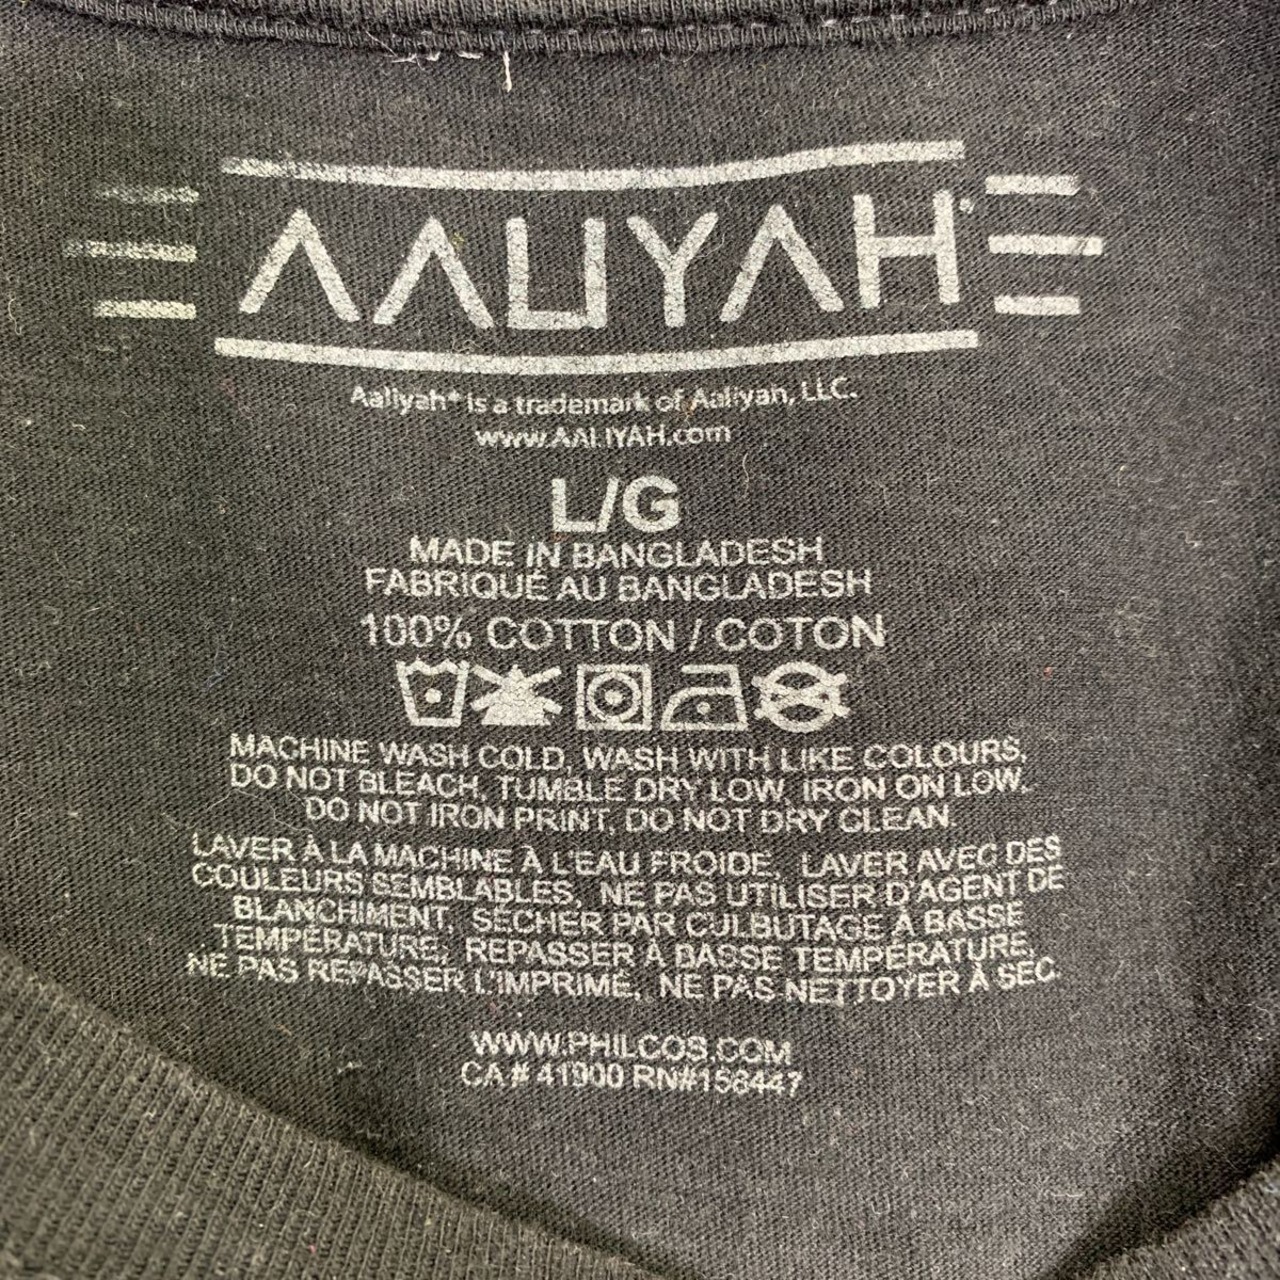 AALIYAH
Aaliyah® is a trademark of Aaliyah, LLC.
www.AALIYAH.com
L/G
MADE IN BANGLADESH
FABRIQUÉ AU BANGLADESH
100% COTTON / COTON
MACHINE WASH COLD, WASH WITH LIKE COLOURS,
DO NOT BLEACH, TUMBLE DRY LOW, IRON ON LOW.
DO NOT IRON PRINT, DO NOT DRY CLEAN.
LAVER À LA MACHINE À L'EAU FROIDE, LAVER AVEC DES
COULEURS SEMBLABLES, NE PAS UTILISER D'AGENT DE
BLANCHIMENT, SÉCHER PAR CULBUTAGE À BASSE
TEMPÉRATURE, REPASSER À BASSE TEMPÉRATURE,
NE PAS REPASSER L'IMPRIMÉ, NE PAS NETTOYER À SEC.
WWW.PHILCOS.COM
CA# 41900 RN#158447